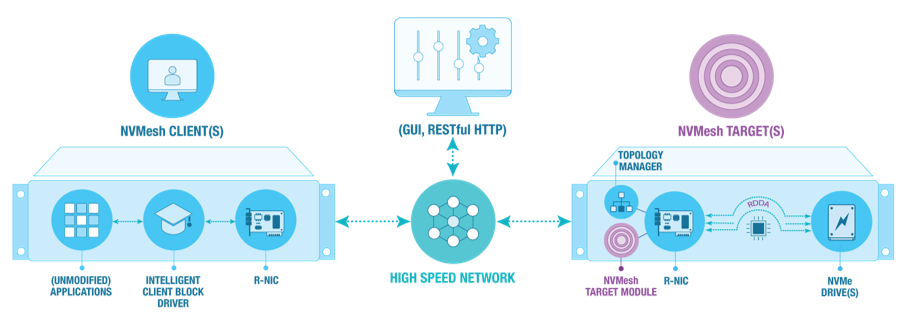 NVMesh CLIENT(S)
(GUI, RESTful HTTP)
NVMesh TARGET(S)
TOPOLOGY
MANAGER
RDDA
(UNMODIFIED)
APPLICATIONS
INTELLIGENT
CLIENT BLOCK
DRIVER
R-NIC
HIGH SPEED NETWORK
NVMesh
TARGET MODULE
R-NIC
NVMe
DRIVE(S)